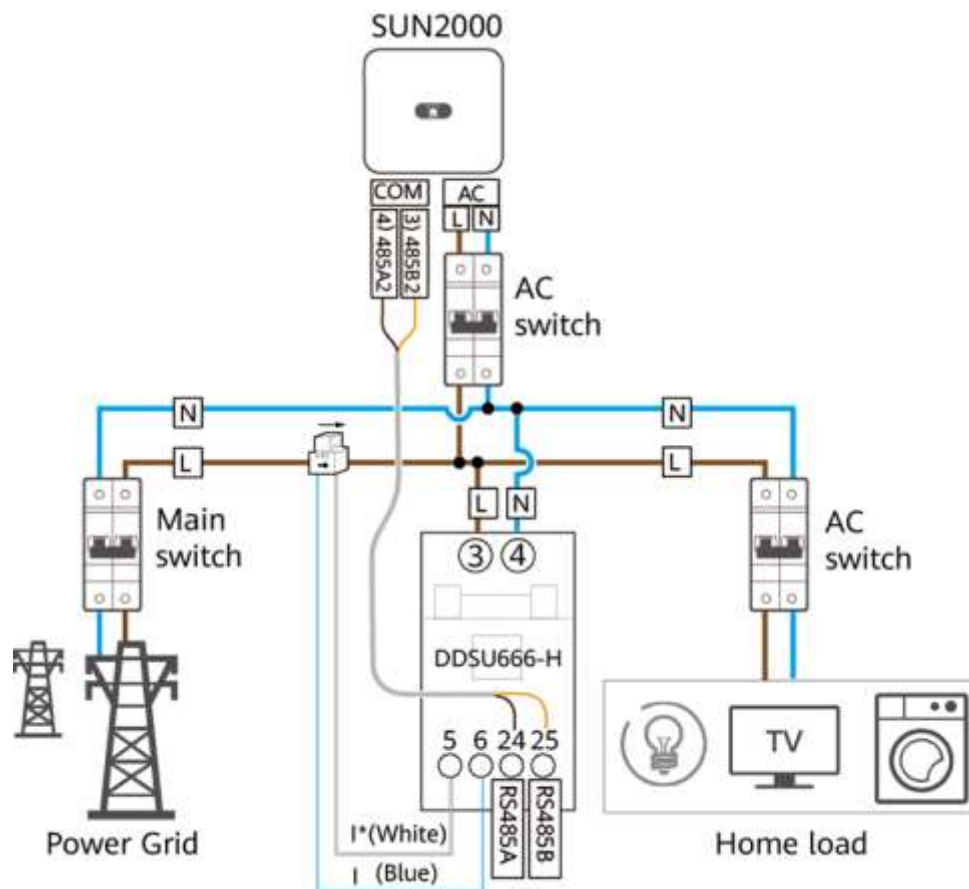 SUN2000
COM
AC
L
N
4) 485A2
3) 485B2
AC
switch
N
N
L
L
Main
switch
L
N
AC
switch
3
4
DDSU666-H
TV
5
6
24
25
RS485A
RS485B
I*(White)
I (Blue)
Power Grid
Home load